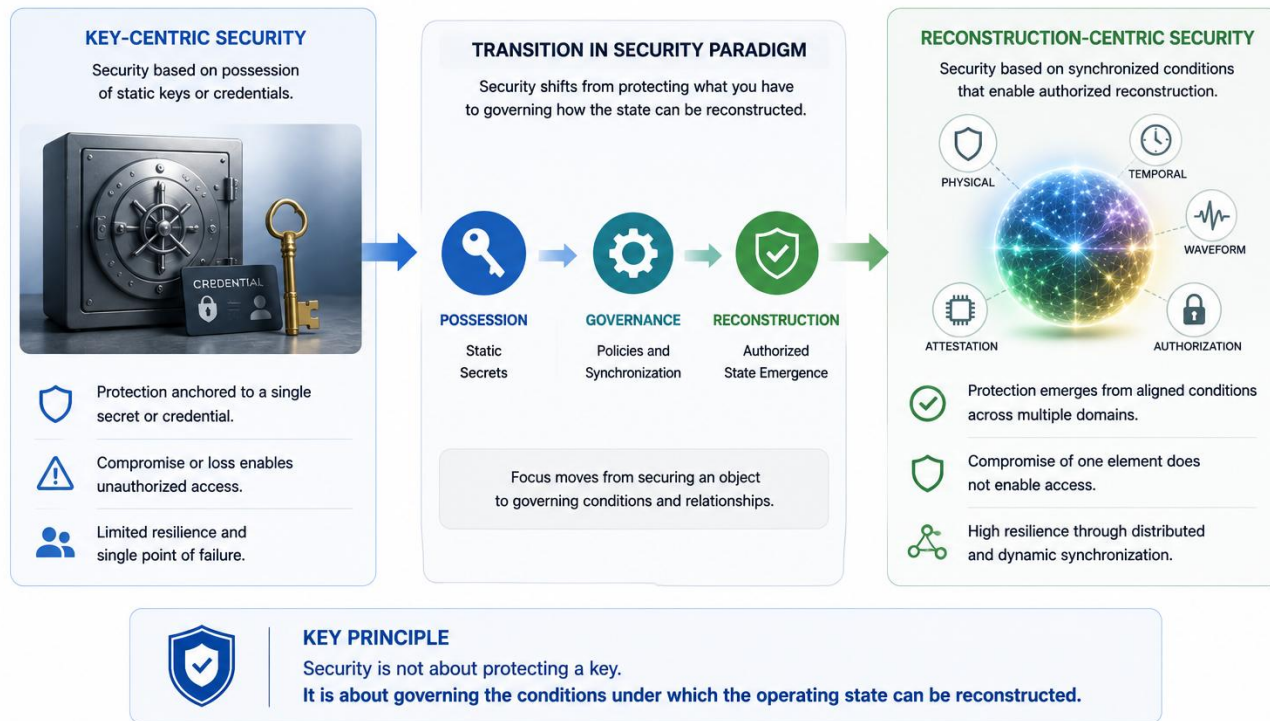 KEY-CENTRIC SECURITY
Security based on possession
of static keys or credentials.
CREDENTIAL
Protection anchored to a single
secret or credential.
Compromise or loss enables
unauthorized access.
Limited resilience and
single point of failure.
TRANSITION IN SECURITY PARADIGM
Security shifts from protecting what you have
to governing how the state can be reconstructed.
POSSESSION
Static
Secrets
GOVERNANCE
Policies and
Synchronization
RECONSTRUCTION
Authorized
State Emergence
Focus moves from securing an object
to governing conditions and relationships.
RECONSTRUCTION-CENTRIC SECURITY
Security based on synchronized conditions
that enable authorized reconstruction.
PHYSICAL
TEMPORAL
WAVEFORM
ATTESTATION
AUTHORIZATION
Protection emerges from aligned conditions
across multiple domains.
Compromise of one element does
not enable access.
High resilience through distributed
and dynamic synchronization.
KEY PRINCIPLE
Security is not about protecting a key.
It is about governing the conditions under which the operating state can be reconstructed.